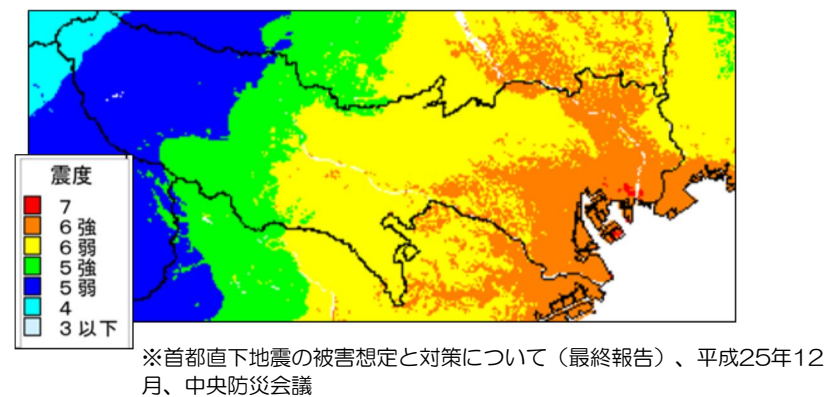 震度
7
6強
6弱
5強
5弱
4
3以下
※首都直下地震の被害想定と対策について（最終報告）、平成25年12
月、中央防災会議